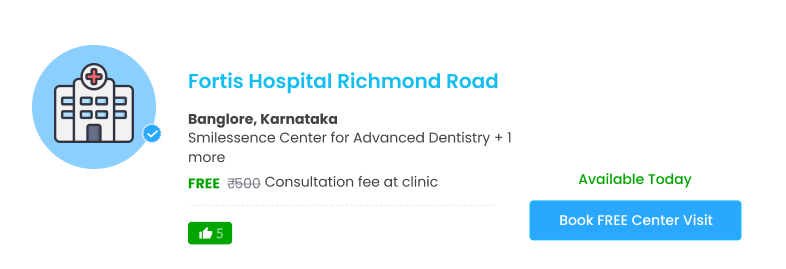 Fortis Hospital Richmond Road
Banglore, Karnataka
Smilessence Center for Advanced Dentistry + 1
more
FREE ₹500 Consultation fee at clinic
5
Available Today
Book FREE Center Visit